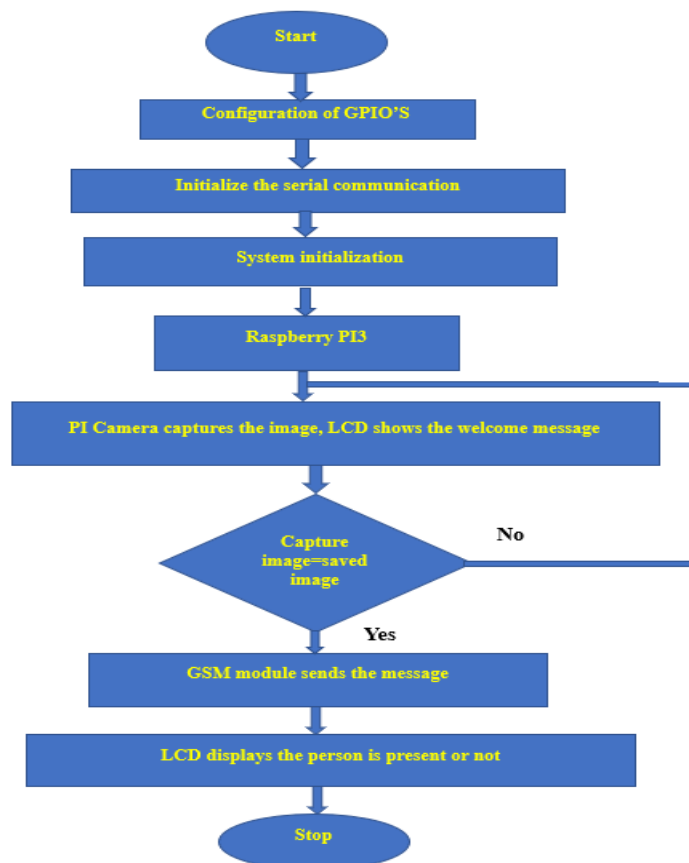 Start
Configuration of GPIO’S
Initialize the serial communication
System initialization
Raspberry PI3
PI Camera captures the image, LCD shows the welcome message
Capture
image=saved
image
No
Yes
GSM module sends the message
LCD displays the person is present or not
Stop